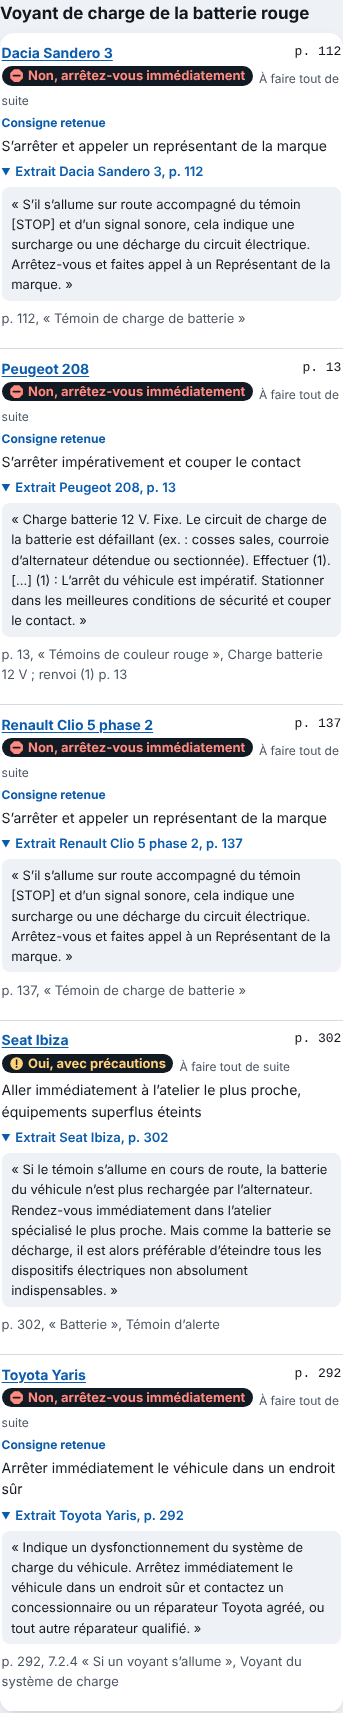 Voyant de charge de la batterie rouge
Dacia Sandero 3 p. 112
Non, arrêtez-vous immédiatement À faire tout de
suite
Consigne retenue
S’arrêter et appeler un représentant de la marque
▼ Extrait Dacia Sandero 3, p. 112
« S’il s’allume sur route accompagné du témoin
[STOP] et d’un signal sonore, cela indique une
surcharge ou une décharge du circuit électrique.
Arrêtez-vous et faites appel à un Représentant de la
marque. »
p. 112, « Témoin de charge de batterie »
Peugeot 208 p. 13
Non, arrêtez-vous immédiatement À faire tout de
suite
Consigne retenue
S’arrêter impérativement et couper le contact
▼ Extrait Peugeot 208, p. 13
« Charge batterie 12 V. Fixe. Le circuit de charge de
la batterie est défaillant (ex. : cosses sales, courroie
d’alternateur détendue ou sectionnée). Effectuer (1).
[…] (1) : L’arrêt du véhicule est impératif. Stationner
dans les meilleures conditions de sécurité et couper
le contact. »
p. 13, « Témoins de couleur rouge », Charge batterie
12 V ; renvoi (1) p. 13
Renault Clio 5 phase 2 p. 137
Non, arrêtez-vous immédiatement À faire tout de
suite
Consigne retenue
S’arrêter et appeler un représentant de la marque
▼ Extrait Renault Clio 5 phase 2, p. 137
« S’il s’allume sur route accompagné du témoin
[STOP] et d’un signal sonore, cela indique une
surcharge ou une décharge du circuit électrique.
Arrêtez-vous et faites appel à un Représentant de la
marque. »
p. 137, « Témoin de charge de batterie »
Seat Ibiza p. 302
Oui, avec précautions À faire tout de suite
Aller immédiatement à l’atelier le plus proche,
équipements superflus éteints
▼ Extrait Seat Ibiza, p. 302
« Si le témoin s’allume en cours de route, la batterie
du véhicule n’est plus rechargée par l’alternateur.
Rendez-vous immédiatement dans l’atelier
spécialisé le plus proche. Mais comme la batterie se
décharge, il est alors préférable d’éteindre tous les
dispositifs électriques non absolument
indispensables. »
p. 302, « Batterie », Témoin d’alerte
Toyota Yaris p. 292
Non, arrêtez-vous immédiatement À faire tout de
suite
Consigne retenue
Arrêter immédiatement le véhicule dans un endroit
sûr
▼ Extrait Toyota Yaris, p. 292
« Indique un dysfonctionnement du système de
charge du véhicule. Arrêtez immédiatement le
véhicule dans un endroit sûr et contactez un
concessionnaire ou un réparateur Toyota agréé, ou
tout autre réparateur qualifié. »
p. 292, 7.2.4 « Si un voyant s’allume », Voyant du
système de charge